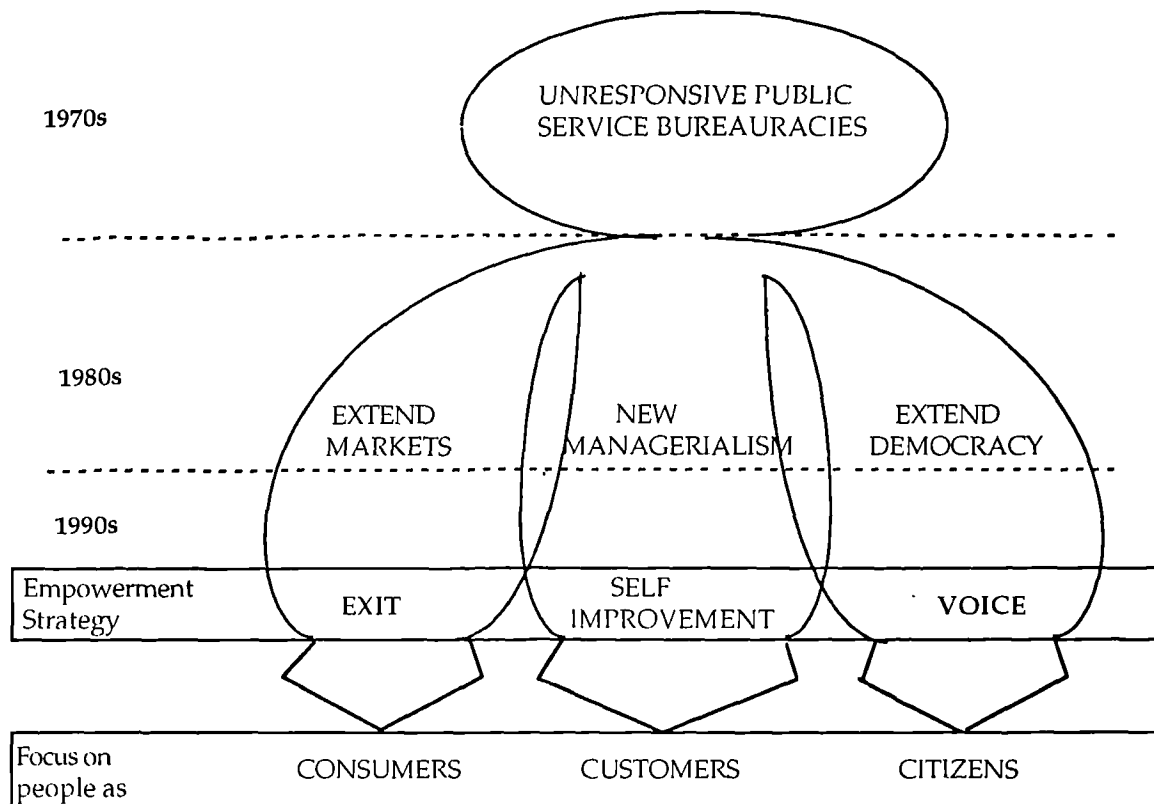 1970s
UNRESPONSIVE PUBLIC
SERVICE BUREAURACIES
1980s
EXTEND
MARKETS
NEW
MANAGERIALISM
EXTEND
DEMOCRACY
1990s
Empowerment
Strategy
EXIT
SELF
IMPROVEMENT
VOICE
Focus on
people as
CONSUMERS
CUSTOMERS
CITIZENS